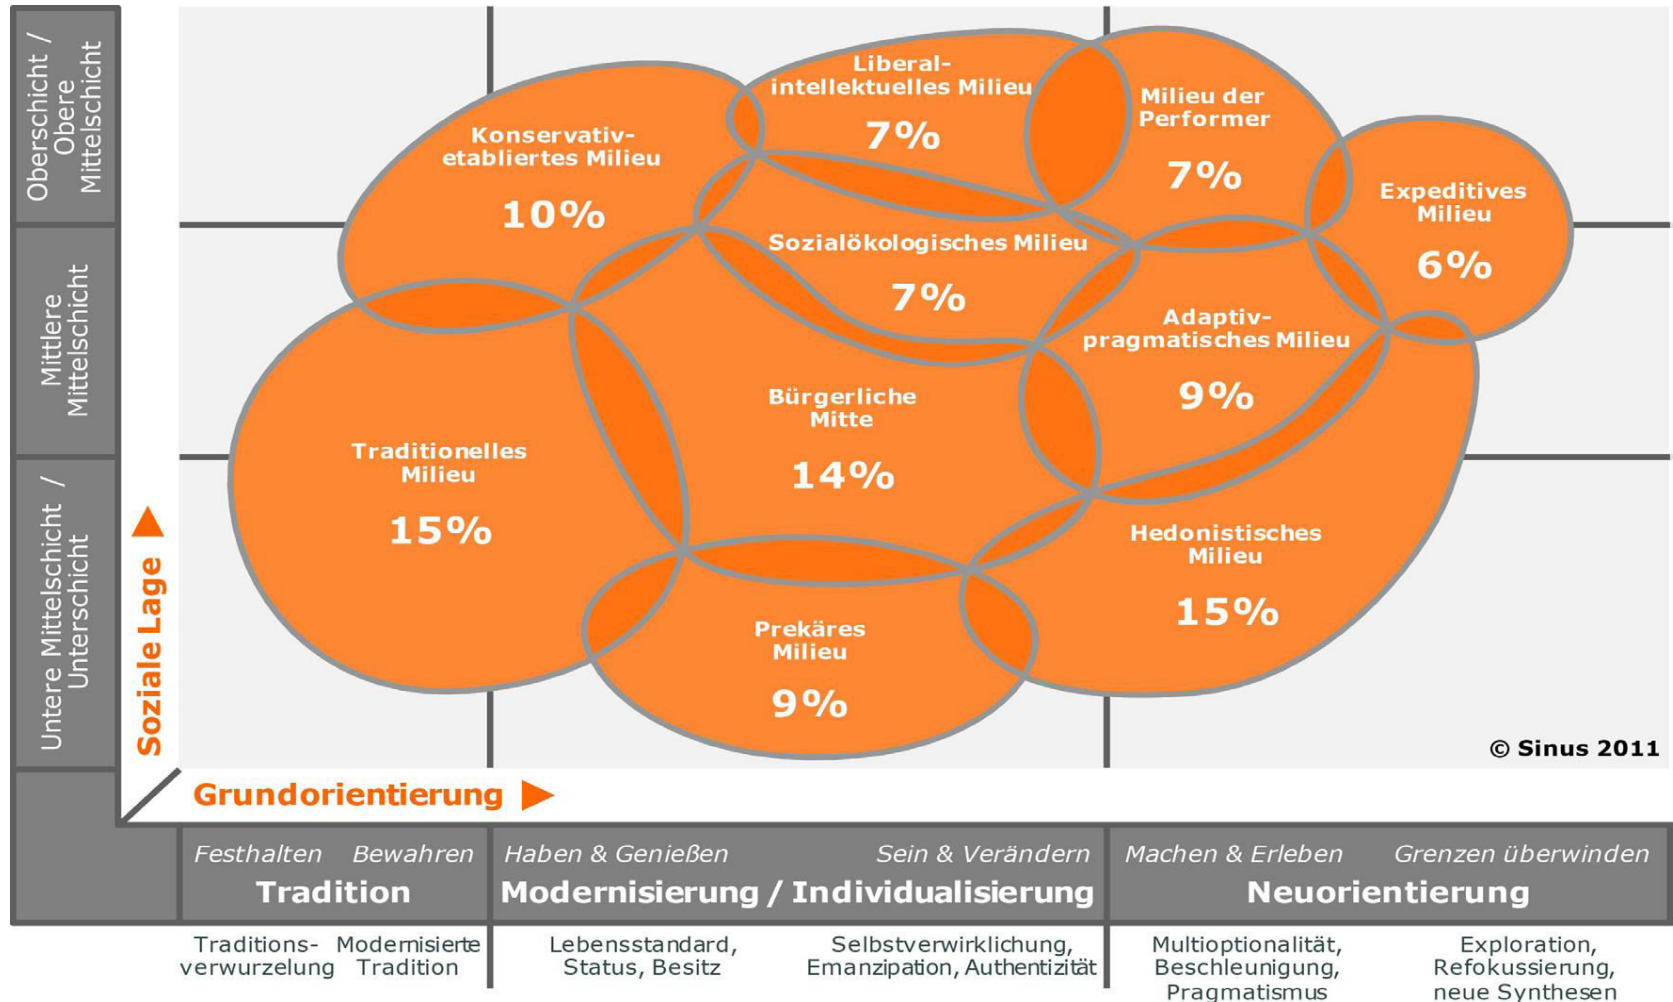 Oberschicht /
Obere
Mittelschicht
Mittlere
Mittelschicht
Untere Mittelschicht /
Unterschicht
Soziale Lage
Konservativ-
etabliertes Milieu
10%
Liberal-
intellektuelles Milieu
7%
Milieu der
Performer
7%
Expeditives
Milieu
6%
Sozialökologisches Milieu
7%
Adaptiv-
pragmatisches Milieu
9%
Bürgerliche
Mitte
14%
Traditionelles
Milieu
15%
Hedonistisches
Milieu
15%
Prekäres
Milieu
9%
© Sinus 2011
Grundorientierung
Festhalten Bewahren
Tradition
Haben & Genießen Sein & Verändern
Modernisierung / Individualisierung
Machen & Erleben Grenzen überwinden
Neuorientierung
Traditions-
verwurzelung
Modernisierte
Tradition
Lebensstandard,
Status, Besitz
Selbstverwirklichung,
Emanzipation, Authentizität
Multioptionalität,
Beschleunigung,
Pragmatismus
Exploration,
Refokussierung,
neue Synthesen